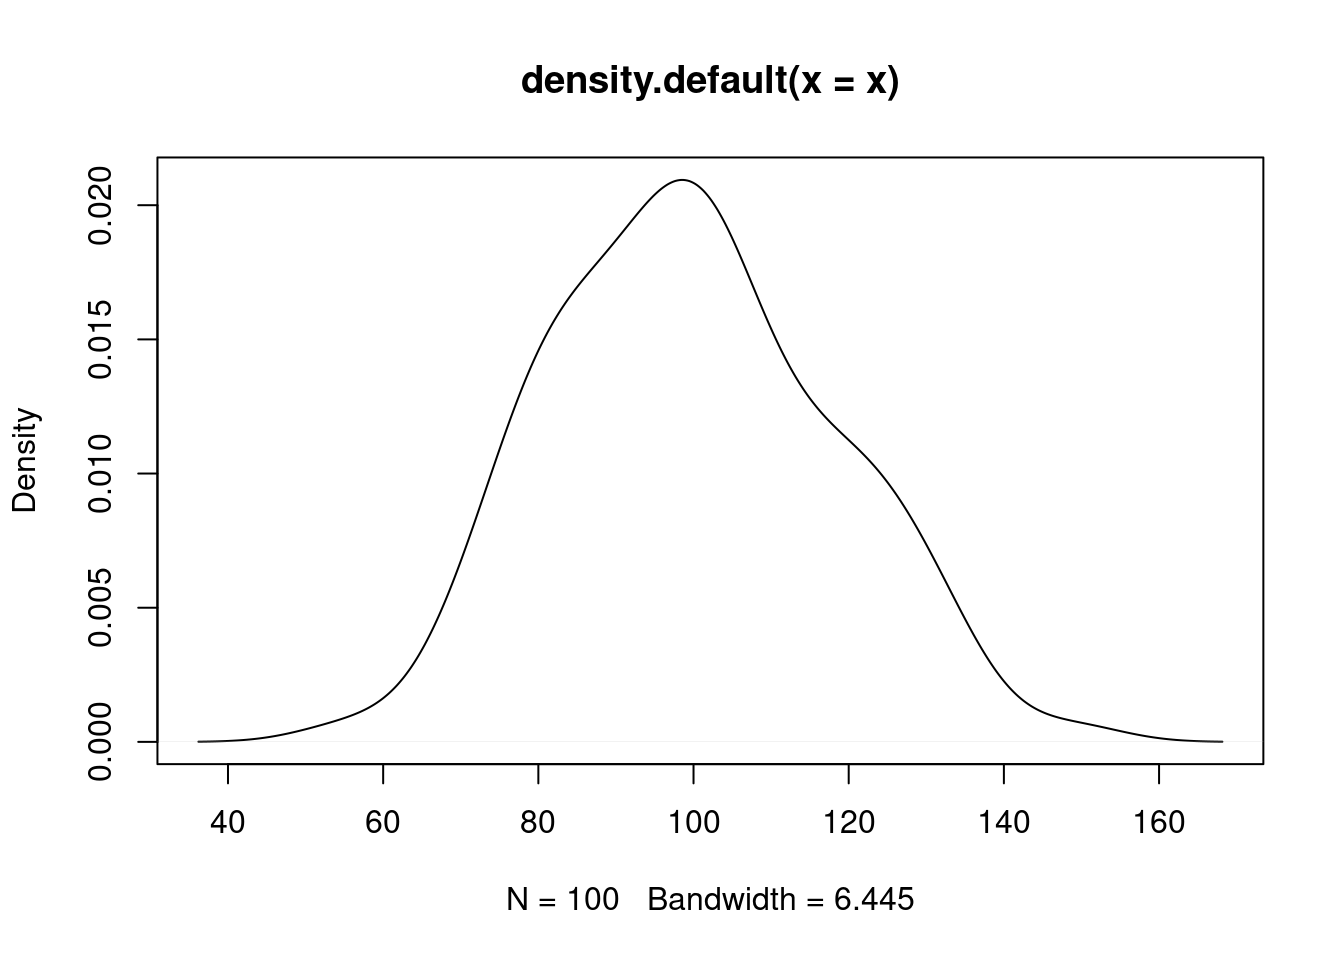 density.default(x = x)
Density
0.020
0.015
0.010
0.005
0.000
40 60 80 100 120 140 160
N = 100 Bandwidth = 6.445